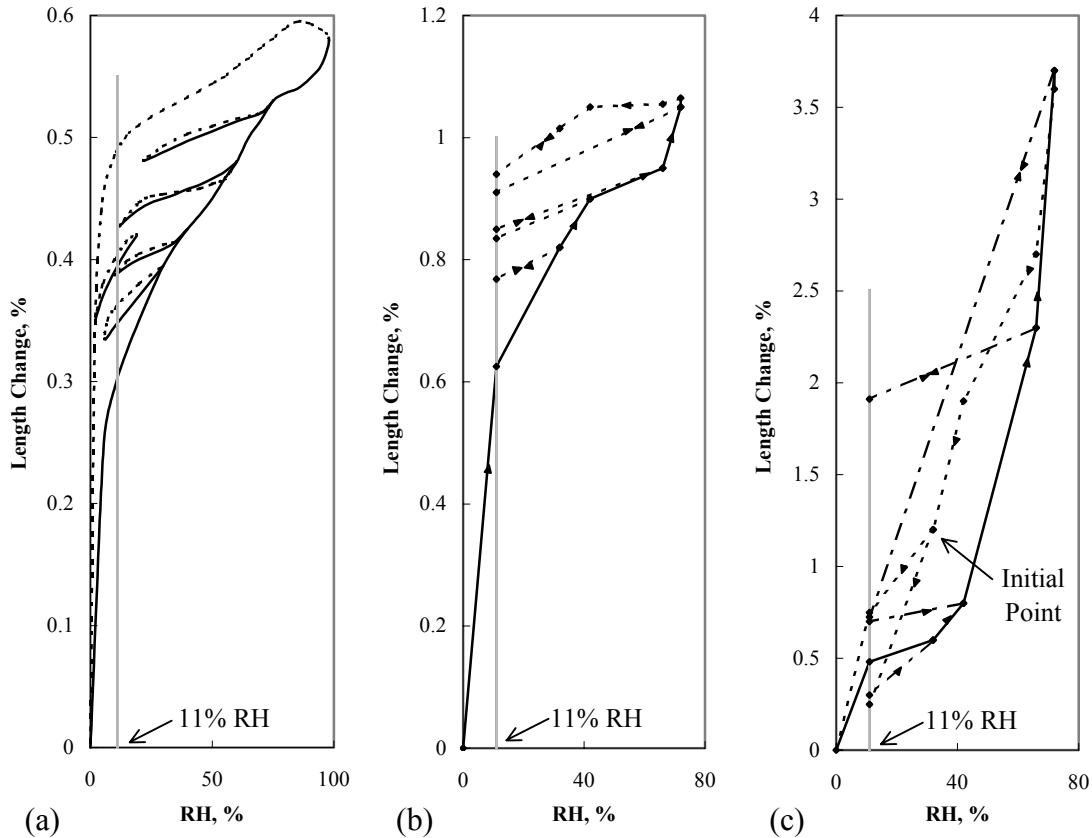 0.6
0.5
0.4
0.3
0.2
0.1
0
Length Change, %
11% RH
0 50 100
RH, %
(a)
1.2
1
0.8
0.6
0.4
0.2
0
Length Change, %
11% RH
0 40 80
RH, %
(b)
4
3.5
3
2.5
2
1.5
1
0.5
0
Length Change, %
Initial
Point
11% RH
0 40 80
RH, %
(c)